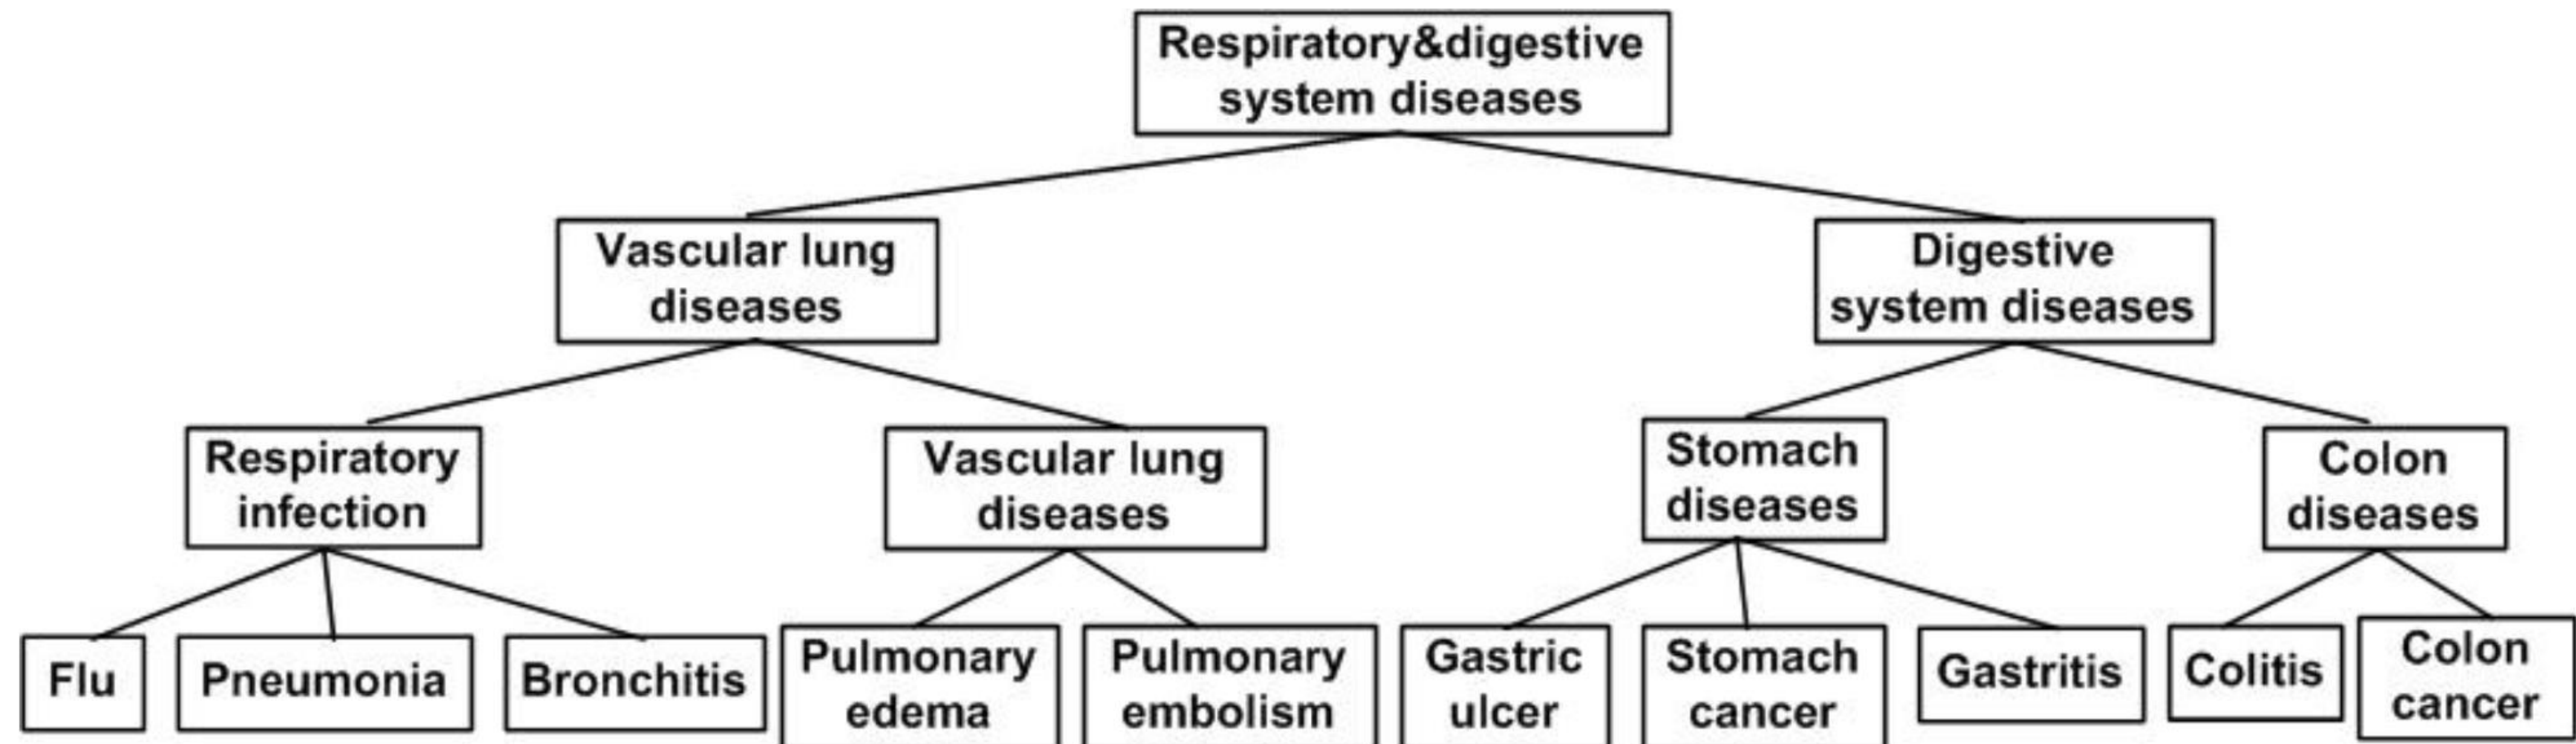 Respiratory&digestive
system diseases
Vascular lung
diseases
Digestive
system diseases
Respiratory
infection
Vascular lung
diseases
Stomach
diseases
Colon
diseases
Flu
Pneumonia
Bronchitis
Pulmonary
edema
Pulmonary
embolism
Gastric
ulcer
Stomach
cancer
Gastritis
Colitis
Colon
cancer